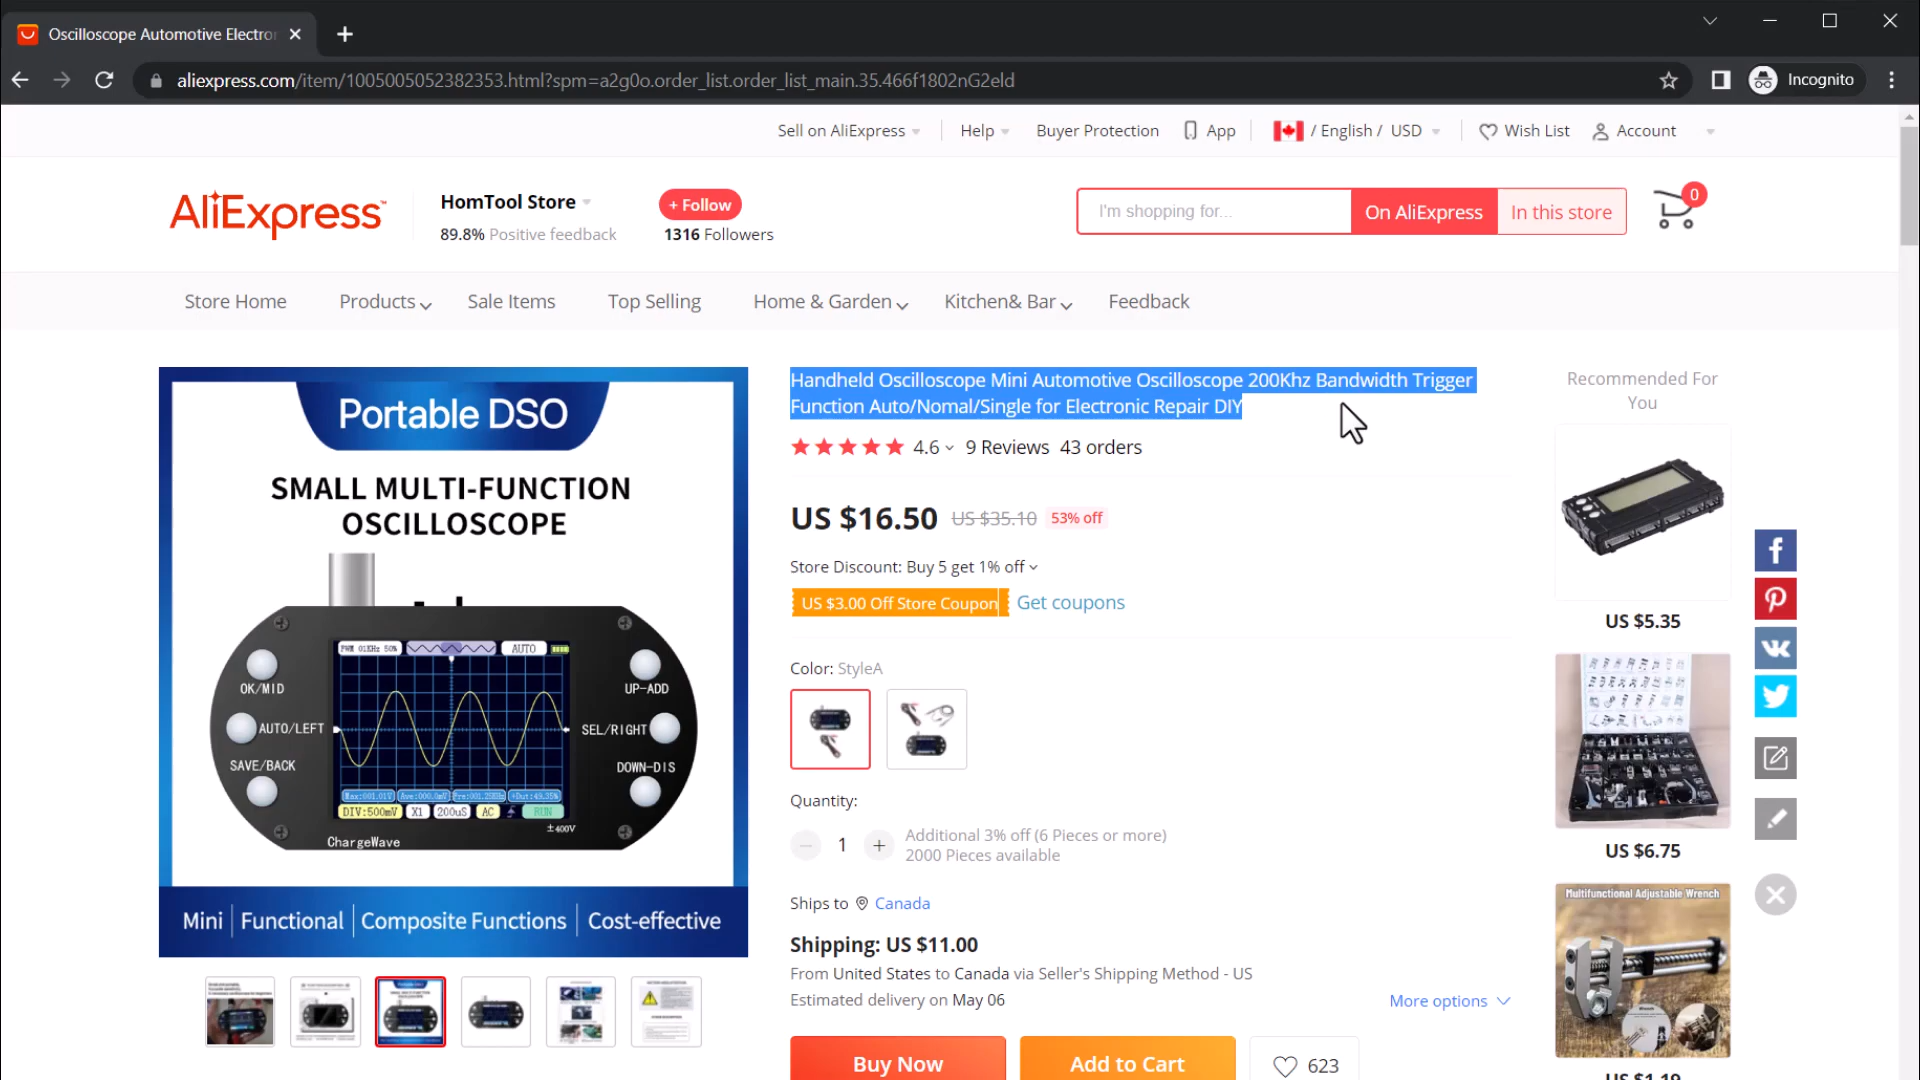 Oscilloscope Automotive Electro
aliexpress.com/item/1005005052382353.html?spm=a2g0o.order_list.order_list_main.35.466f1802nG2eld
Incognito
Sell on AliExpress
Help
Buyer Protection
App
/ English / USD
Wish List
Account
AliExpress™
HomTool Store
89.8% Positive feedback
+ Follow
1316 Followers
I'm shopping for...
On AliExpress
In this store
0
Store Home
Products
Sale Items
Top Selling
Home & Garden
Kitchen& Bar
Feedback
Portable DSO
SMALL MULTI-FUNCTION
OSCILLOSCOPE
PWM 01KHz 50%
AUTO
OK/MID
UP-ADD
AUTO/LEFT
SEL/RIGHT
SAVE/BACK
DOWN-DIS
DIV:500mV
X1
200uS
AC
RUN
±400V
ChargeWave
Mini
Functional
Composite Functions
Cost-effective
Handheld Oscilloscope Mini Automotive Oscilloscope 200Khz Bandwidth Trigger
Function Auto/Nomal/Single for Electronic Repair DIY
4.6
9 Reviews
43 orders
US $16.50
US $35.10
53% off
Store Discount: Buy 5 get 1% off
US $3.00 Off Store Coupon
Get coupons
Color: StyleA
Quantity:
1
Additional 3% off (6 Pieces or more)
2000 Pieces available
Ships to
Canada
Shipping: US $11.00
From United States to Canada via Seller's Shipping Method - US
Estimated delivery on May 06
More options
Buy Now
Add to Cart
623
Recommended For
You
US $5.35
US $6.75
Multifunctional Adjustable Wrench
US $1.19